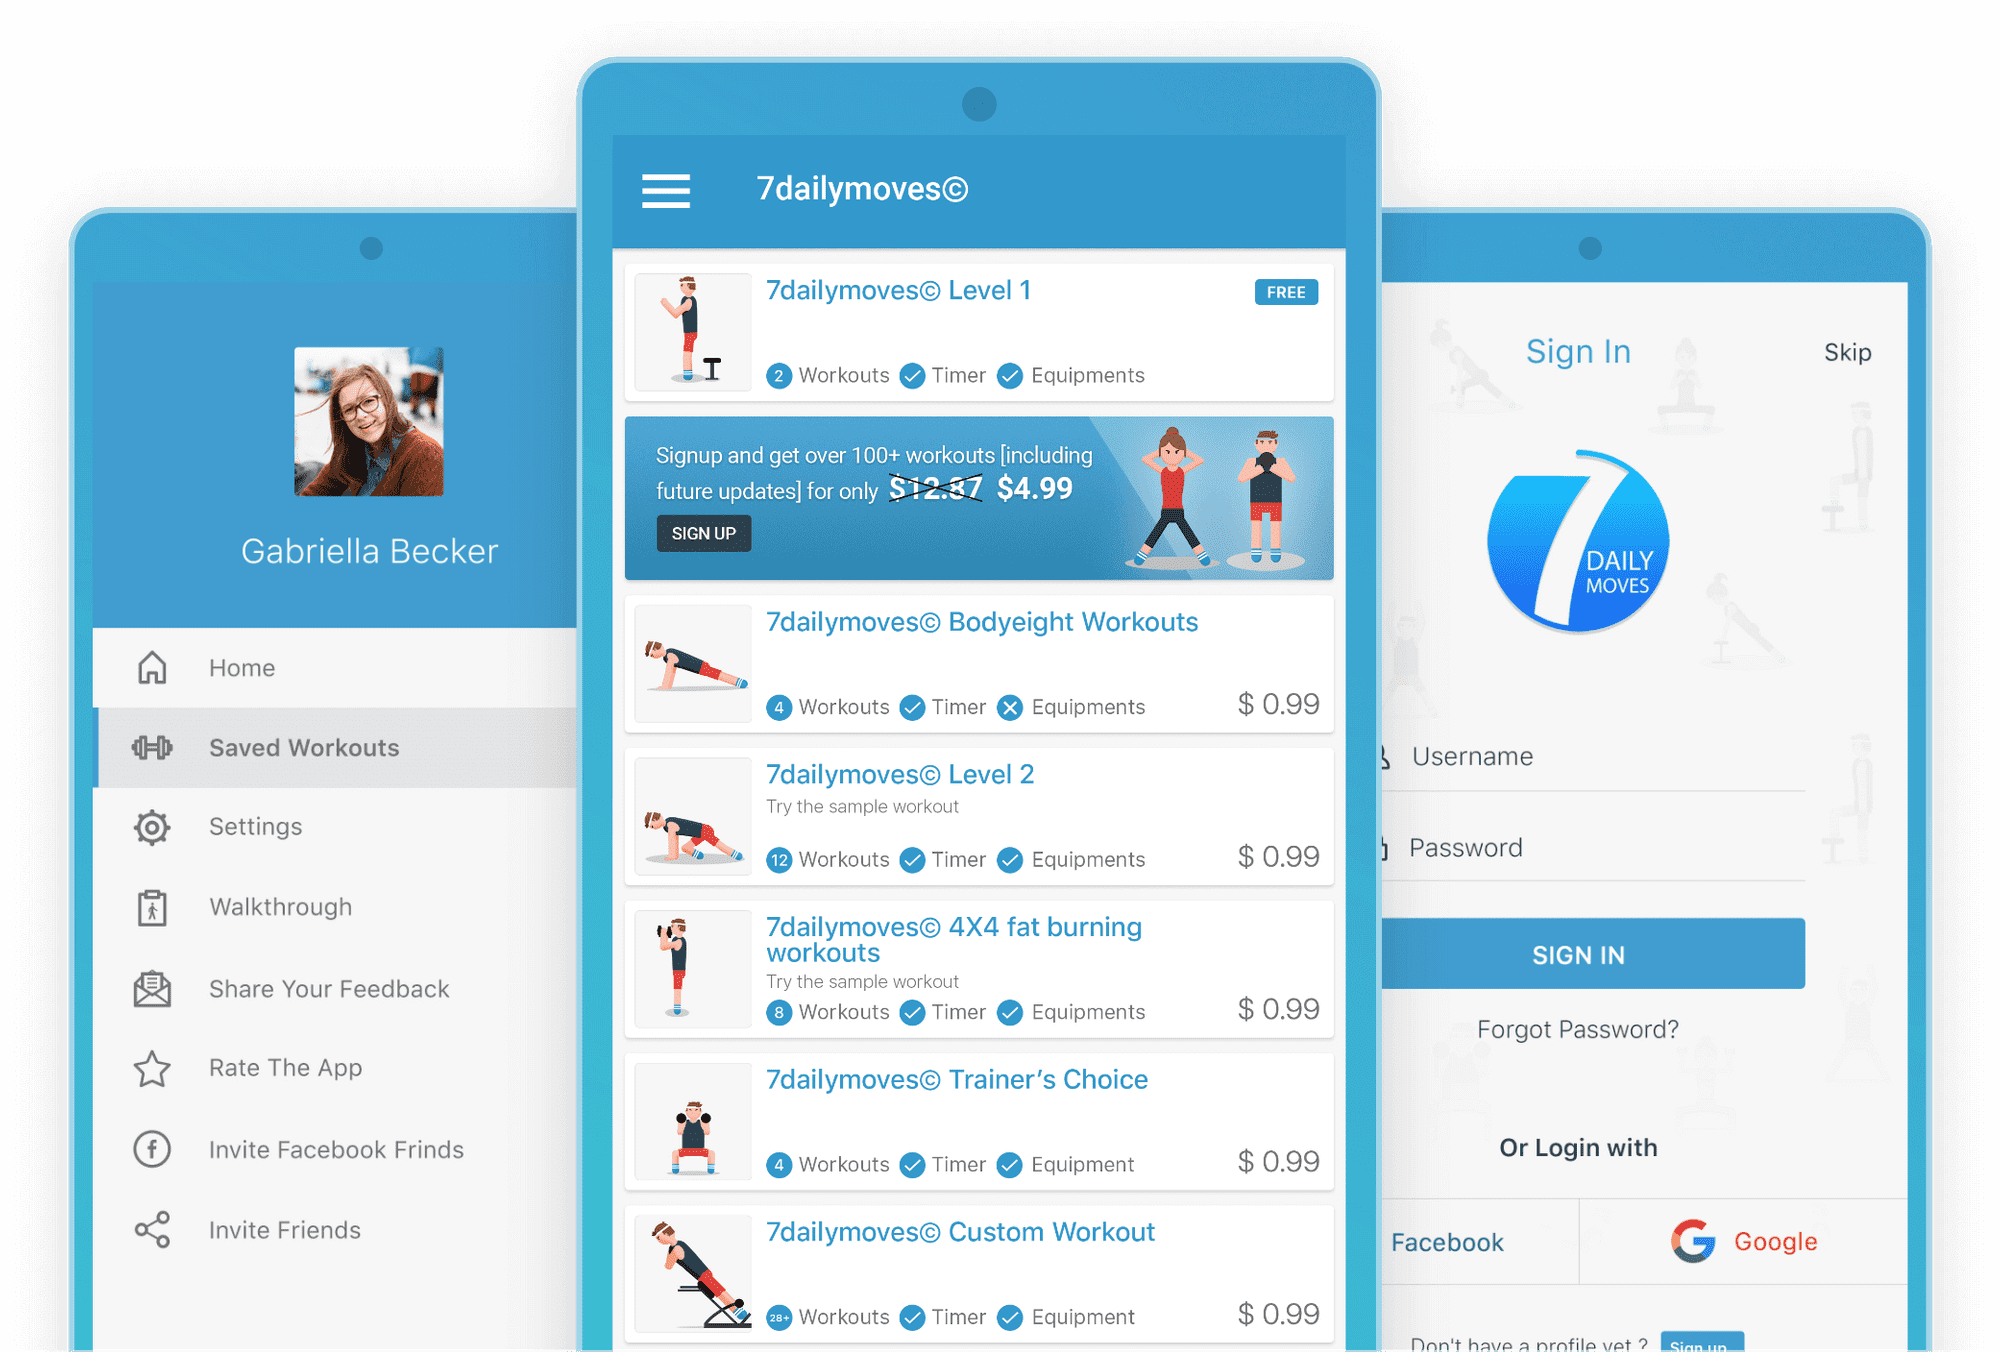 Gabriella Becker
Home
Saved Workouts
Settings
Walkthrough
Share Your Feedback
Rate The App
Invite Facebook Frinds
Invite Friends
7dailymoves©
7dailymoves© Level 1
FREE
2 Workouts Timer Equipments
Signup and get over 100+ workouts [including
future updates] for only $12.87 $4.99
SIGN UP
7dailymoves© Bodyeight Workouts
4 Workouts Timer Equipments $ 0.99
7dailymoves© Level 2
Try the sample workout
12 Workouts Timer Equipments $ 0.99
7dailymoves© 4X4 fat burning
workouts
Try the sample workout
8 Workouts Timer Equipments $ 0.99
7dailymoves© Trainer’s Choice
4 Workouts Timer Equipment $ 0.99
7dailymoves© Custom Workout
28+ Workouts Timer Equipment $ 0.99
Sign In
Skip
7
DAILY
MOVES
Username
Password
SIGN IN
Forgot Password?
Or Login with
Facebook
Google
Don't have a profile yet ? Sign up